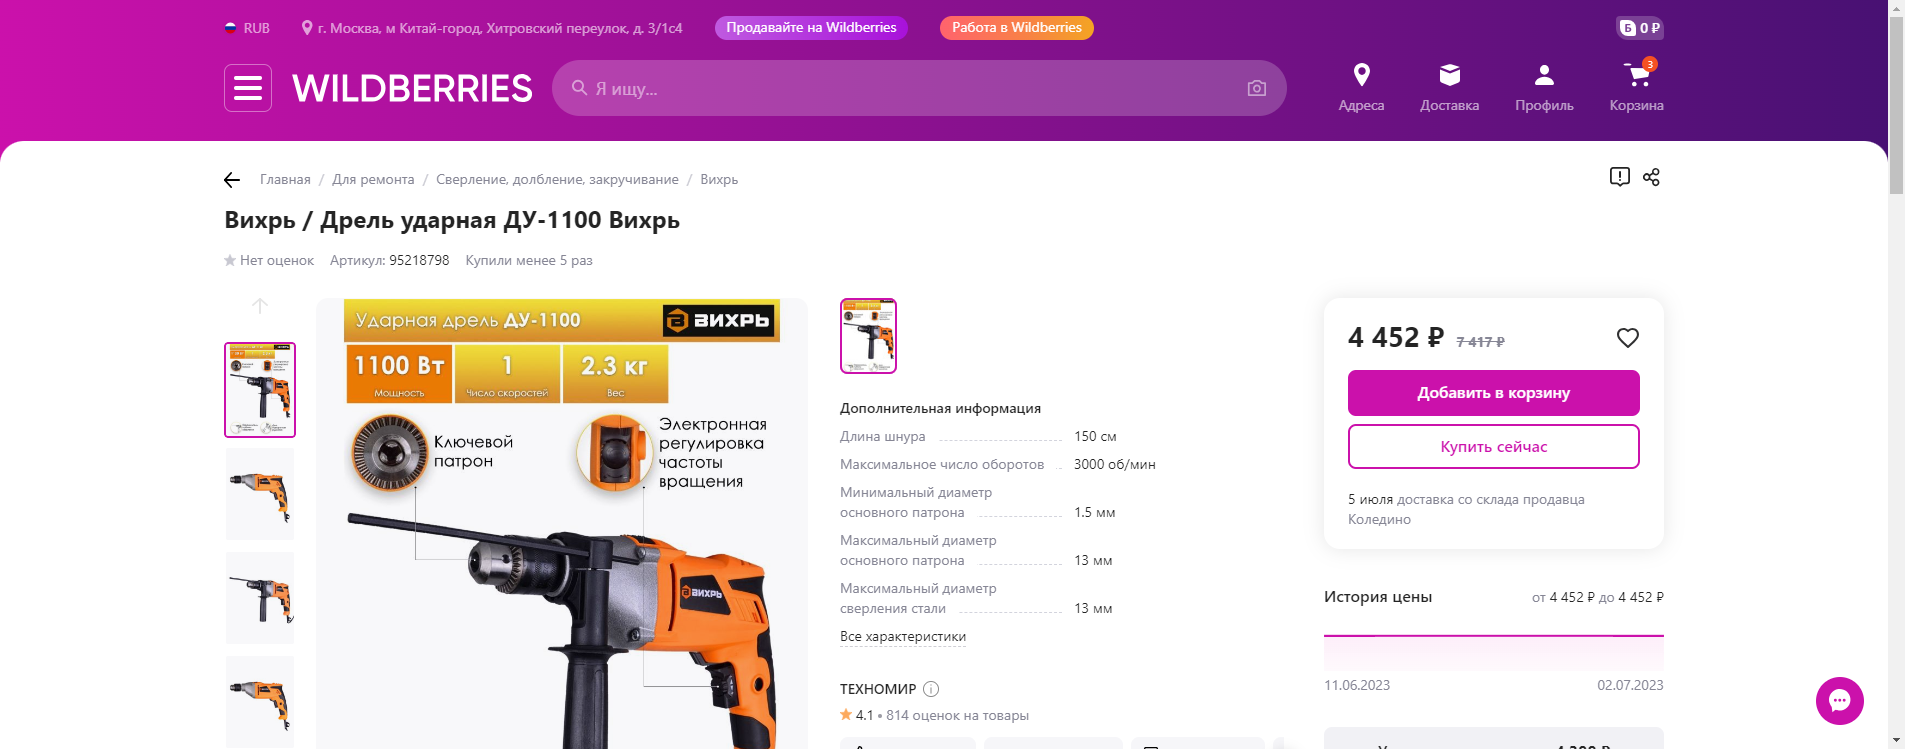 RUB
г. Москва, м Китай-город, Хитровский переулок, д. 3/1с4
Продавайте на Wildberries
Работа в Wildberries
Б 0 ₽
WILDBERRIES
Я ищу...
Адреса
Доставка
Профиль
3
Корзина
Главная / Для ремонта / Сверление, долбление, закручивание / Вихрь
Вихрь / Дрель ударная ДУ-1100 Вихрь
Нет оценок
Артикул: 95218798
Купили менее 5 раз
Ударная дрель ДУ-1100
ВИХРЬ
1100 Вт
Мощность
1
Число скоростей
2.3 кг
Вес
Ключевой
патрон
Электронная
регулировка
частоты
вращения
ВИХРЬ
Дополнительная информация
Длина шнура 150 см
Максимальное число оборотов 3000 об/мин
Минимальный диаметр
основного патрона 1.5 мм
Максимальный диаметр
основного патрона 13 мм
Максимальный диаметр
сверления стали 13 мм
Все характеристики
ТЕХНОМИР
4.1 • 814 оценок на товары
4 452 ₽ 7 417 ₽
Добавить в корзину
Купить сейчас
5 июля доставка со склада продавца
Коледино
История цены
от 4 452 ₽ до 4 452 ₽
11.06.2023
02.07.2023